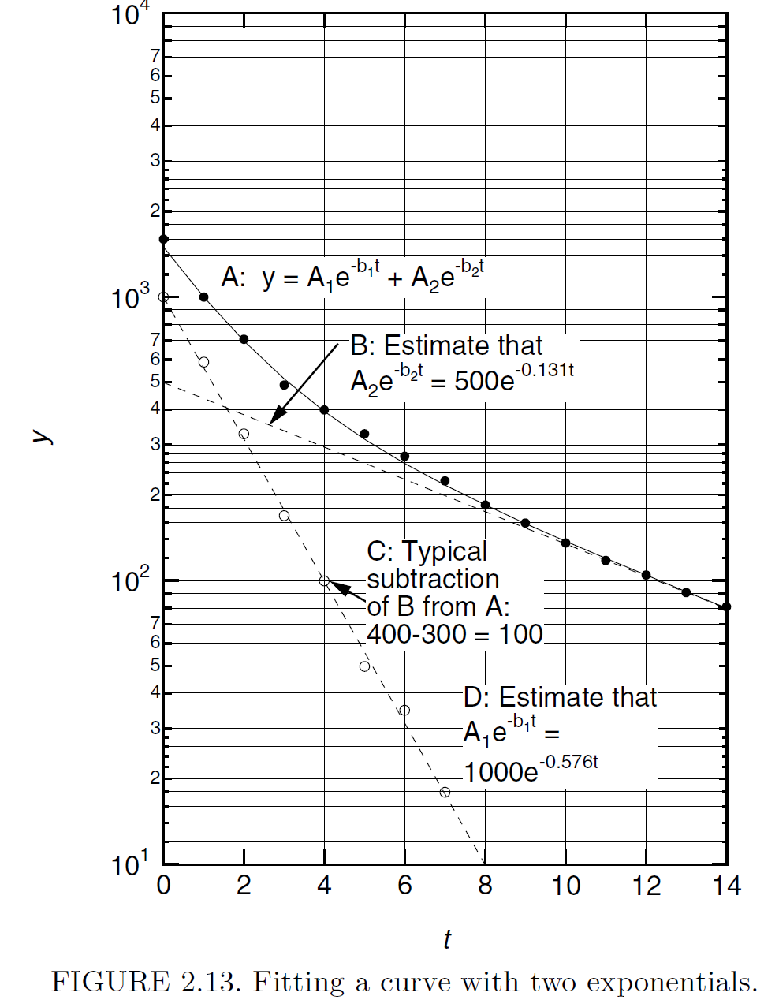 10⁴
7
6
5
4
3
2
A: y = A₁e^-b₁t + A₂e^-b₂t
10³
7
6
5
4
3
2
B: Estimate that
A₂e^-b₂t = 500e^-0.131t
y
C: Typical
subtraction
of B from A:
400-300 = 100
10²
7
6
5
4
3
2
D: Estimate that
A₁e^-b₁t =
1000e^-0.576t
10¹
0 2 4 6 8 10 12 14
t
FIGURE 2.13. Fitting a curve with two exponentials.